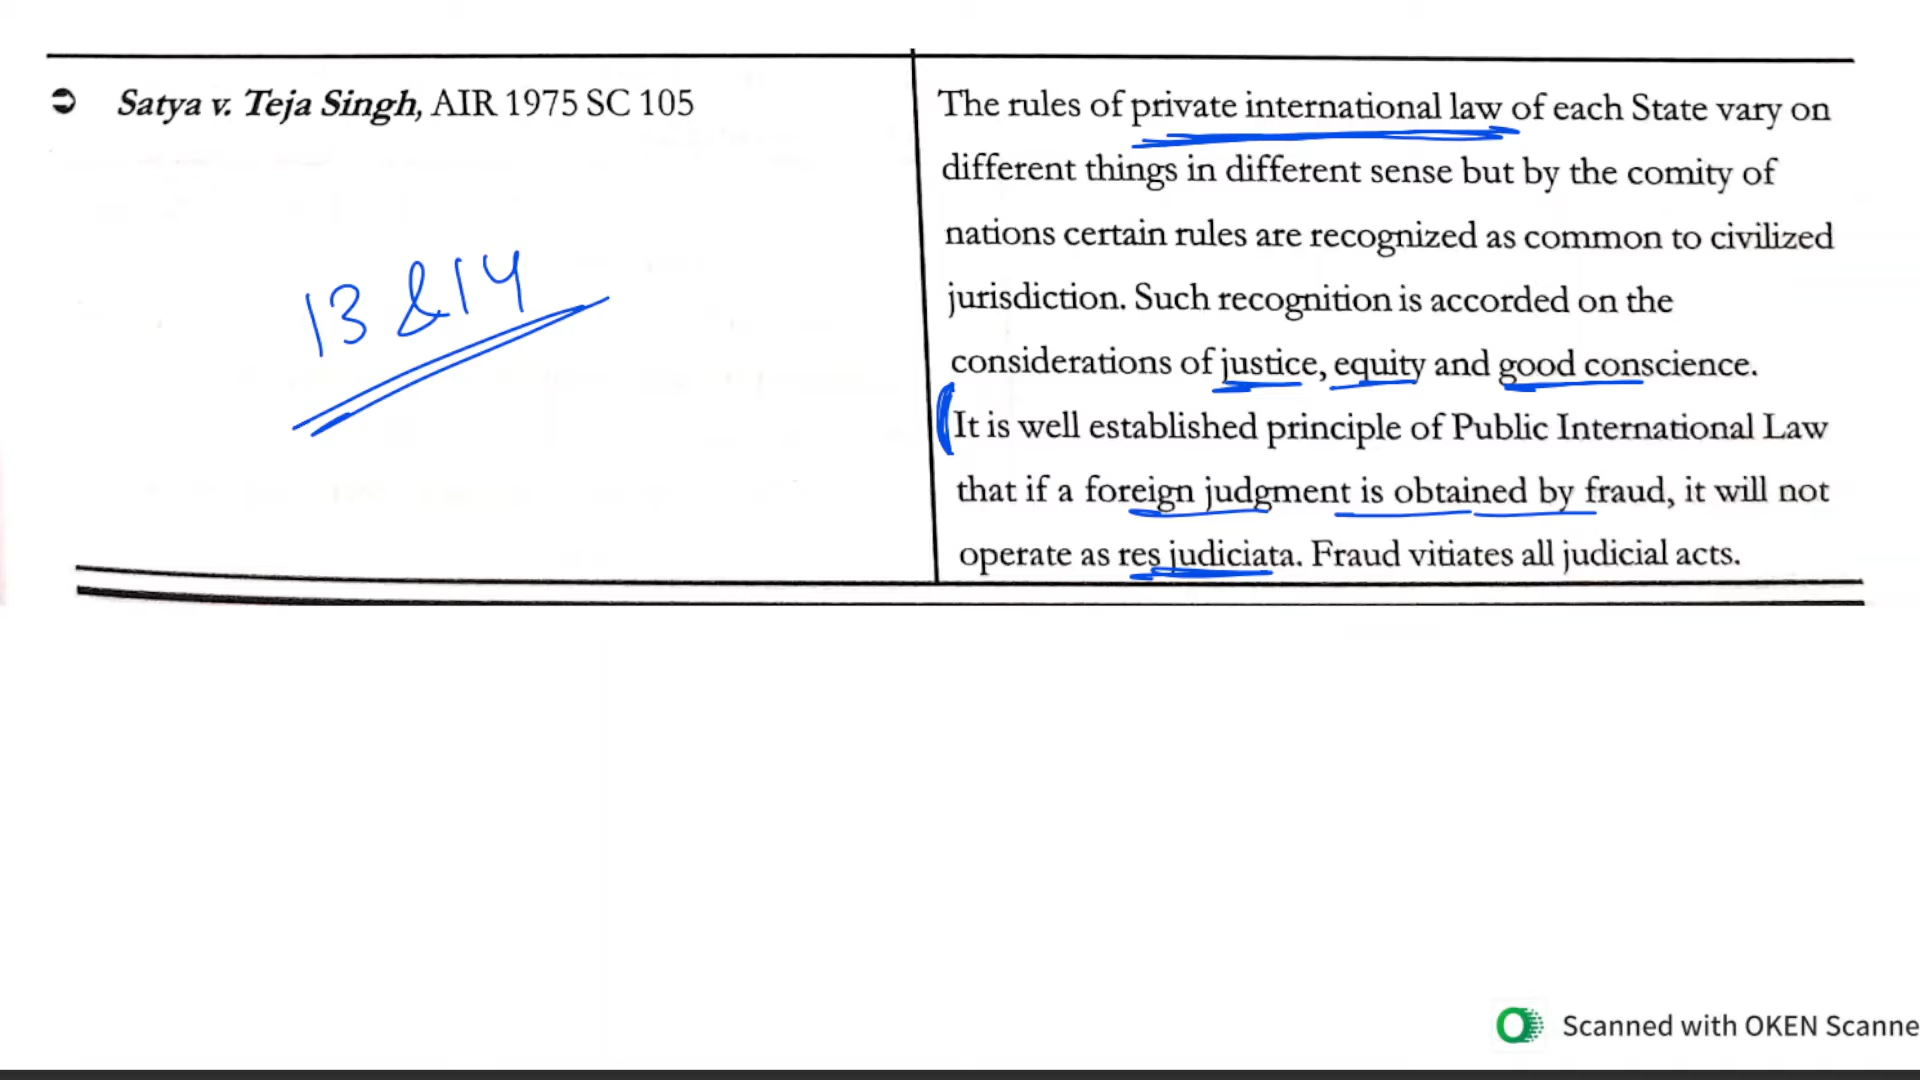 ➲ Satya v. Teja Singh, AIR 1975 SC 105
13 & 14
The rules of private international law of each State vary on
different things in different sense but by the comity of
nations certain rules are recognized as common to civilized
jurisdiction. Such recognition is accorded on the
considerations of justice, equity and good conscience.
It is well established principle of Public International Law
that if a foreign judgment is obtained by fraud, it will not
operate as res judiciata. Fraud vitiates all judicial acts.
Scanned with OKEN Scanne